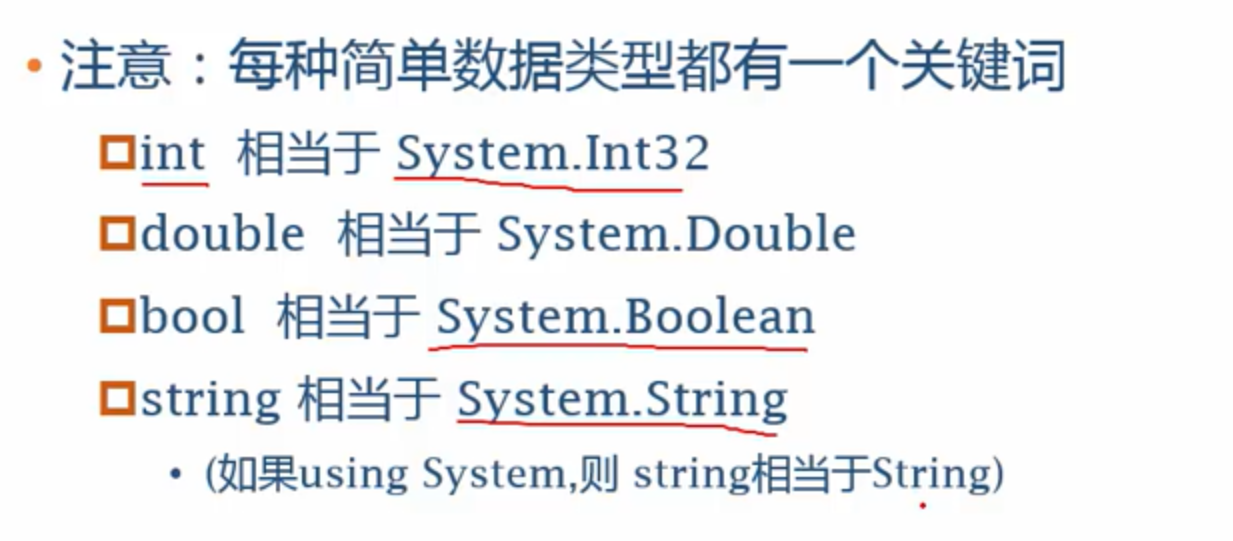 • 注意：每种简单数据类型都有一个关键词
int 相当于 System.Int32
double 相当于 System.Double
bool 相当于 System.Boolean
string 相当于 System.String
• (如果using System,则 string相当于String)